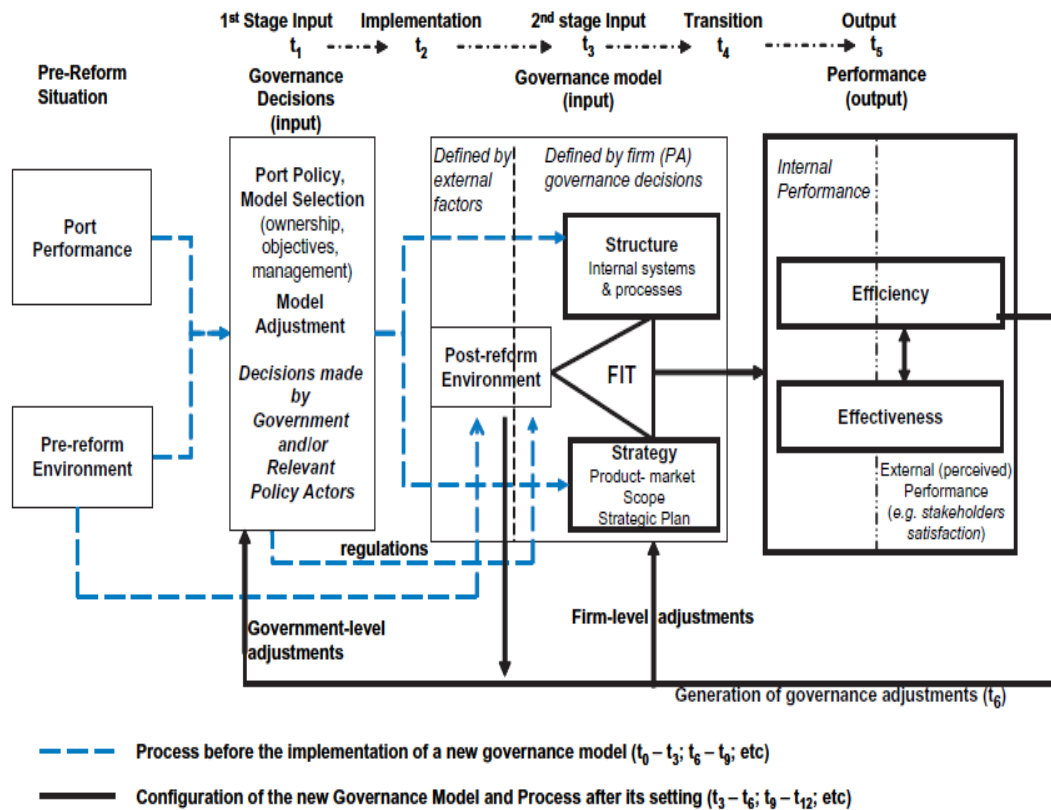 1st Stage Input
Implementation
2nd stage Input
Transition
Output
t1
t2
t3
t4
t5
Pre-Reform
Situation
Governance
Decisions
(input)
Governance model
(input)
Performance
(output)
Port
Performance
Pre-reform
Environment
Port Policy,
Model Selection
(ownership,
objectives,
management)
Model
Adjustment
Decisions made
by
Government
and/or
Relevant
Policy Actors
Defined by
external
factors
Defined by firm (PA)
governance decisions
Structure
Internal systems
& processes
Post-reform
Environment
FIT
Strategy
Product- market
Scope
Strategic Plan
Internal
Performance
Efficiency
Effectiveness
External (perceived)
Performance
(e.g. stakeholders
satisfaction)
regulations
Government-level
adjustments
Firm-level adjustments
Generation of governance adjustments (t6)
Process before the implementation of a new governance model (t0 – t3; t6 – t9; etc)
Configuration of the new Governance Model and Process after its setting (t3 – t6; t9 – t12; etc)